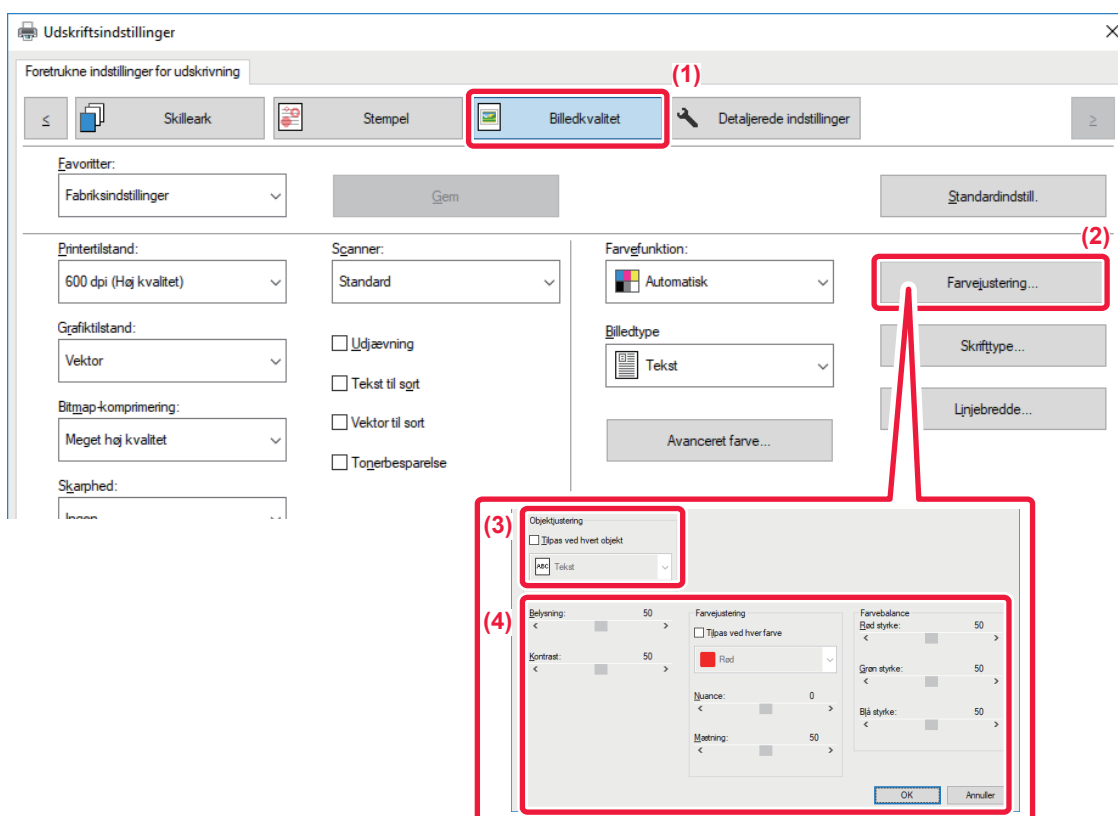 Udskriftsindstillinger
Foretrukne indstillinger for udskrivning
(1)
≤ Skilleark Stempel Billedkvalitet Detaljerede indstillinger ≥
Favoritter:
Fabriksindstillinger Gem Standardindstill.
(2)
Printertilstand: Scanner: Farvefunktion:
600 dpi (Høj kvalitet) Standard Automatisk Farvejustering...
Grafiktilstand: Billedtype
Vektor Udjævning Tekst Skrifttype...
Tekst til sort
Bitmap-komprimering:
Meget høj kvalitet Vektor til sort Avanceret farve... Linjebredde...
Tonerbesparelse
Skarphed:
Ingen
(3)
Objektjustering
Tilpas ved hvert objekt
ABC Tekst
(4)
Belysning: 50 Farvejustering Farvebalance
Tilpas ved hver farve Rød styrke: 50
Kontrast: 50 Rød Grøn styrke: 50
Nuance: 0 Blå styrke: 50
Mætning: 50
OK Annuller